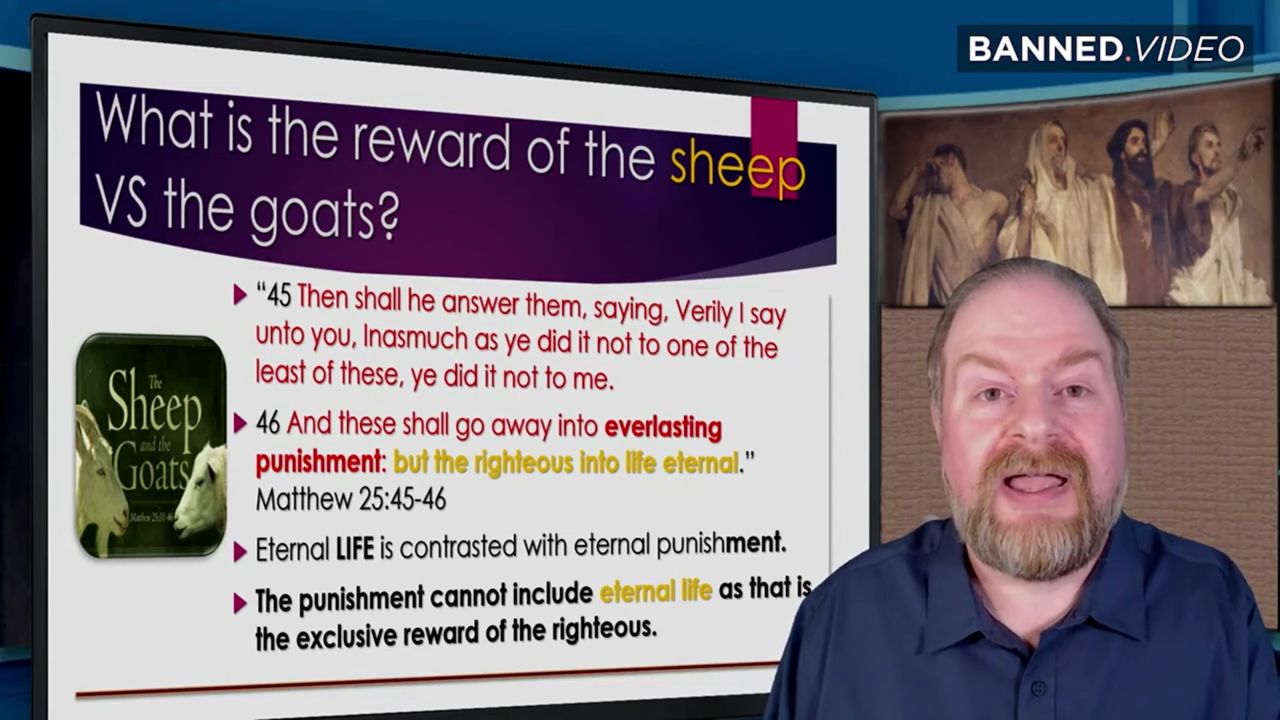 BANNED.VIDEO
What is the reward of the sheep
VS the goats?
“45 Then shall he answer them, saying, Verily I say
unto you, Inasmuch as ye did it not to one of the
least of these, ye did it not to me.
46 And these shall go away into everlasting
punishment: but the righteous into life eternal.”
Matthew 25:45-46
Eternal LIFE is contrasted with eternal punishment.
The punishment cannot include eternal life as that is
the exclusive reward of the righteous.
The
Sheep
and the
Goats
Matthew 25:31-46